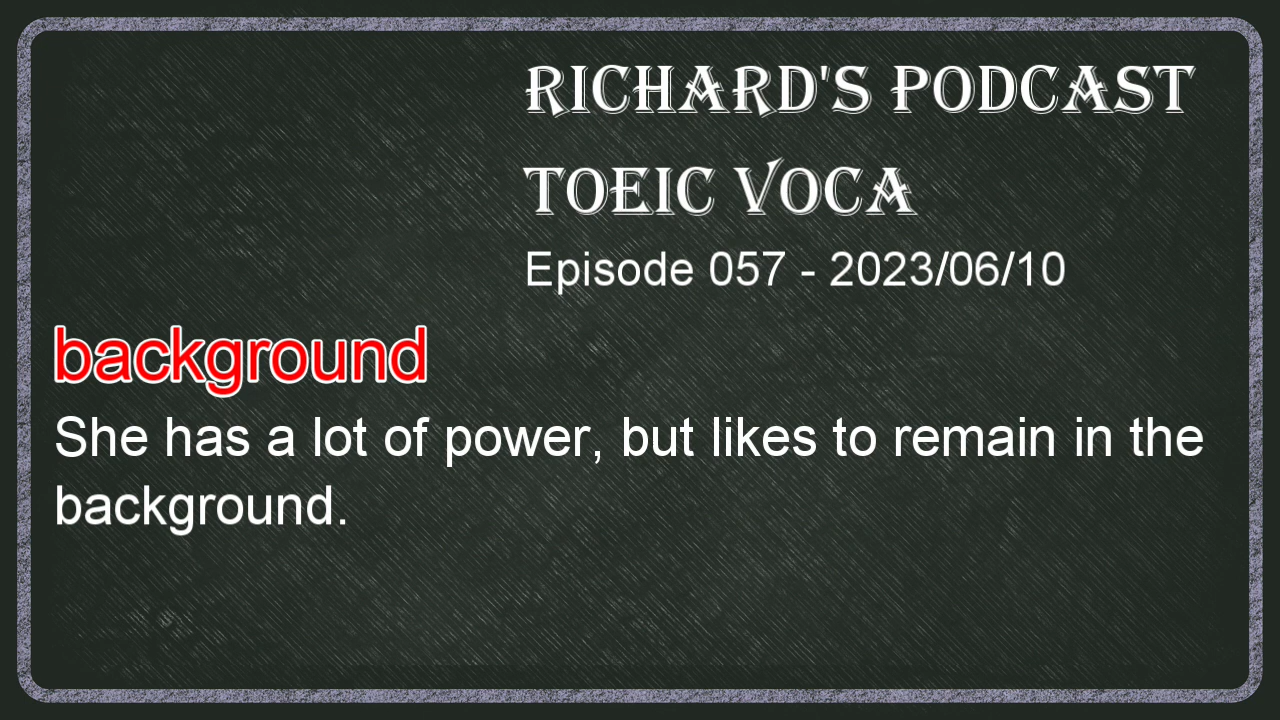 RICHARD'S PODCAST
TOEIC VOCA
Episode 057 - 2023/06/10
background
She has a lot of power, but likes to remain in the
background.